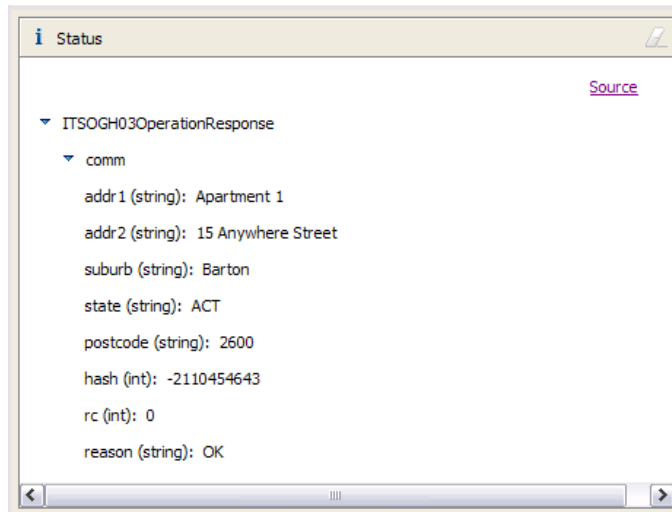 i Status
Source
ITSOGH03OperationResponse
comm
addr1 (string): Apartment 1
addr2 (string): 15 Anywhere Street
suburb (string): Barton
state (string): ACT
postcode (string): 2600
hash (int): -2110454643
rc (int): 0
reason (string): OK